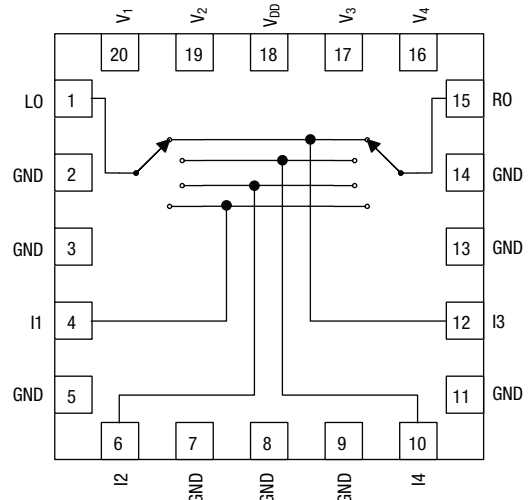 V1 V2 VDD V3 V4
20 19 18 17 16
LO 1 15 RO
GND 2 14 GND
GND 3 13 GND
I1 4 12 I3
GND 5 11 GND
6 7 8 9 10
I2 GND GND GND I4